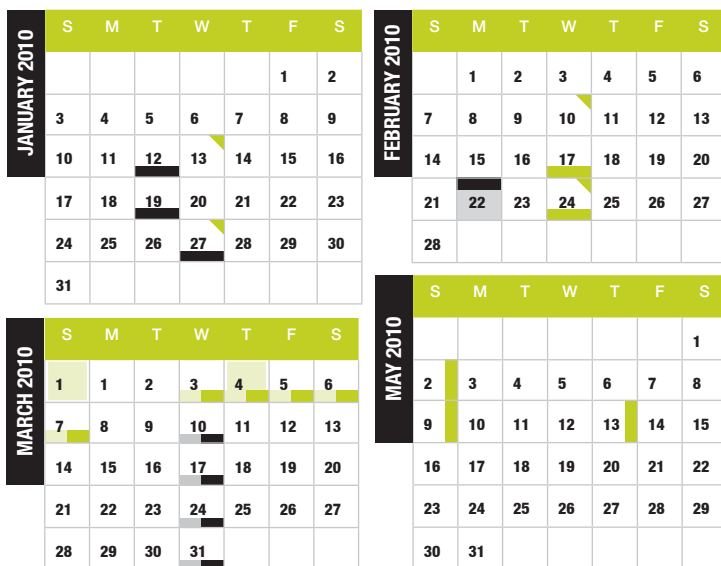 JANUARY 2010
S M T W T F S
1 2
3 4 5 6 7 8 9
10 11 12 13 14 15 16
17 18 19 20 21 22 23
24 25 26 27 28 29 30
31
FEBRUARY 2010
S M T W T F S
1 2 3 4 5 6
7 8 9 10 11 12 13
14 15 16 17 18 19 20
21 22 23 24 25 26 27
28
MARCH 2010
S M T W T F S
1 1 2 3 4 5 6
7 8 9 10 11 12 13
14 15 16 17 18 19 20
21 22 23 24 25 26 27
28 29 30 31
MAY 2010
S M T W T F S
1
2 3 4 5 6 7 8
9 10 11 12 13 14 15
16 17 18 19 20 21 22
23 24 25 26 27 28 29
30 31